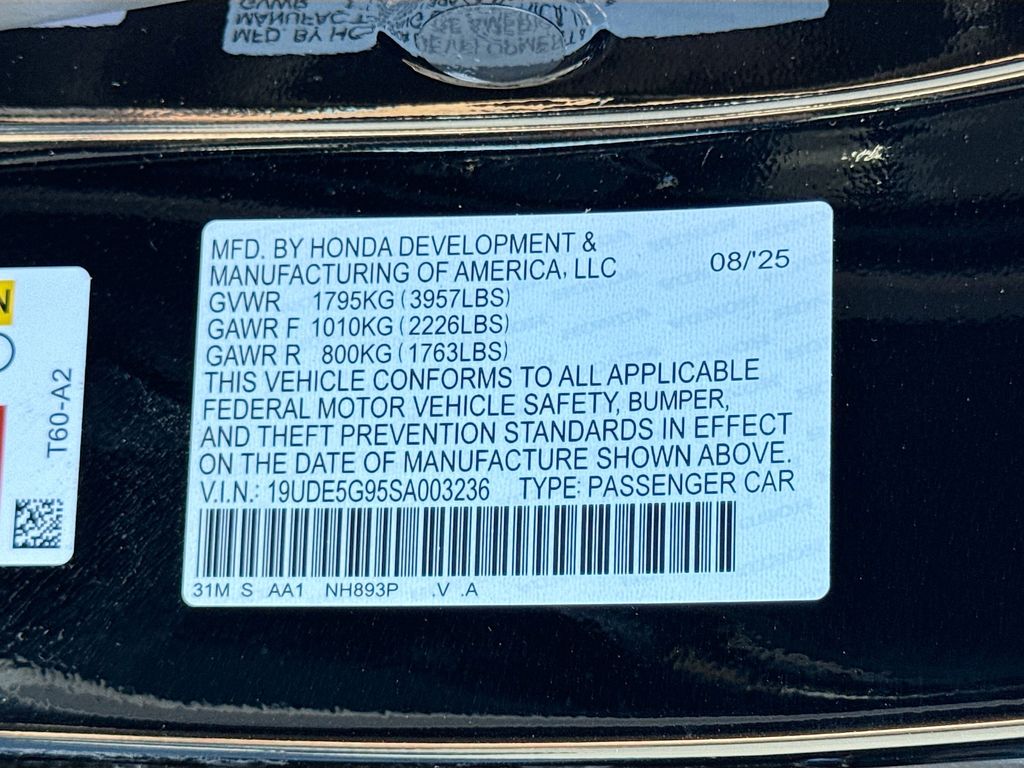 MFD. BY HONDA DEVELOPMENT &
MANUFACTURING OF AMERICA, LLC
08/'25
GVWR 1795KG (3957LBS)
GAWR F 1010KG (2226LBS)
GAWR R 800KG (1763LBS)
THIS VEHICLE CONFORMS TO ALL APPLICABLE
FEDERAL MOTOR VEHICLE SAFETY, BUMPER,
AND THEFT PREVENTION STANDARDS IN EFFECT
ON THE DATE OF MANUFACTURE SHOWN ABOVE.
V.I.N.: 19UDE5G95SA003236 TYPE: PASSENGER CAR
31M S AA1 NH893P .V .A
T60-A2